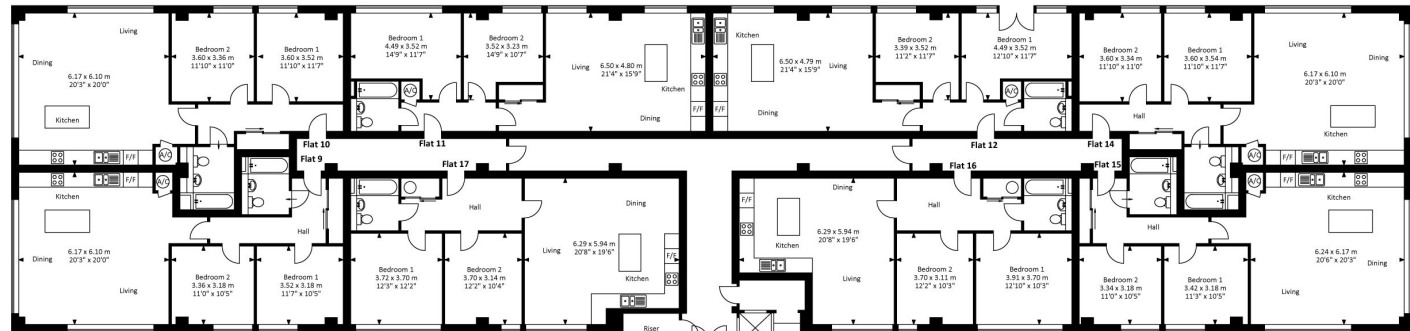 Living
Dining
6.17 x 6.10 m
20'3" x 20'0"
Kitchen
F/F
A/C
Bedroom 2
3.60 x 3.36 m
11'10" x 11'0"
Bedroom 1
3.60 x 3.52 m
11'10" x 11'7"
Flat 10
Bedroom 1
4.49 x 3.52 m
14'9" x 11'7"
Bedroom 2
3.52 x 3.23 m
14'9" x 10'7"
A/C
Living
6.50 x 4.80 m
21'4" x 15'9"
Kitchen
F/F
Dining
Flat 11
Kitchen
6.50 x 4.79 m
21'4" x 15'9"
Living
F/F
Dining
Bedroom 2
3.39 x 3.52 m
11'2" x 11'7"
Bedroom 1
4.49 x 3.52 m
12'10" x 11'7"
A/C
Flat 12
Bedroom 2
3.60 x 3.34 m
11'10" x 11'0"
Bedroom 1
3.60 x 3.54 m
11'10" x 11'7"
Hall
Flat 14
Living
Dining
6.17 x 6.10 m
20'3" x 20'0"
Kitchen
A/C
F/F
Flat 9
F/F
A/C
Kitchen
6.17 x 6.10 m
20'3" x 20'0"
Dining
Living
Hall
Bedroom 2
3.36 x 3.18 m
11'0" x 10'5"
Bedroom 1
3.52 x 3.18 m
11'7" x 10'5"
Flat 17
Hall
Bedroom 1
3.72 x 3.70 m
12'3" x 12'2"
Bedroom 2
3.70 x 3.14 m
12'2" x 10'4"
Dining
6.29 x 5.94 m
20'8" x 19'6"
Living
F/F
Kitchen
Riser
Flat 16
Dining
F/F
6.29 x 5.94 m
20'8" x 19'6"
Kitchen
Living
Hall
Bedroom 2
3.70 x 3.11 m
12'2" x 10'3"
Bedroom 1
3.91 x 3.70 m
12'10" x 10'3"
Flat 15
Hall
Bedroom 2
3.34 x 3.18 m
11'0" x 10'5"
Bedroom 1
3.42 x 3.18 m
11'3" x 10'5"
A/C
F/F
Kitchen
6.24 x 6.17 m
20'6" x 20'3"
Dining
Living